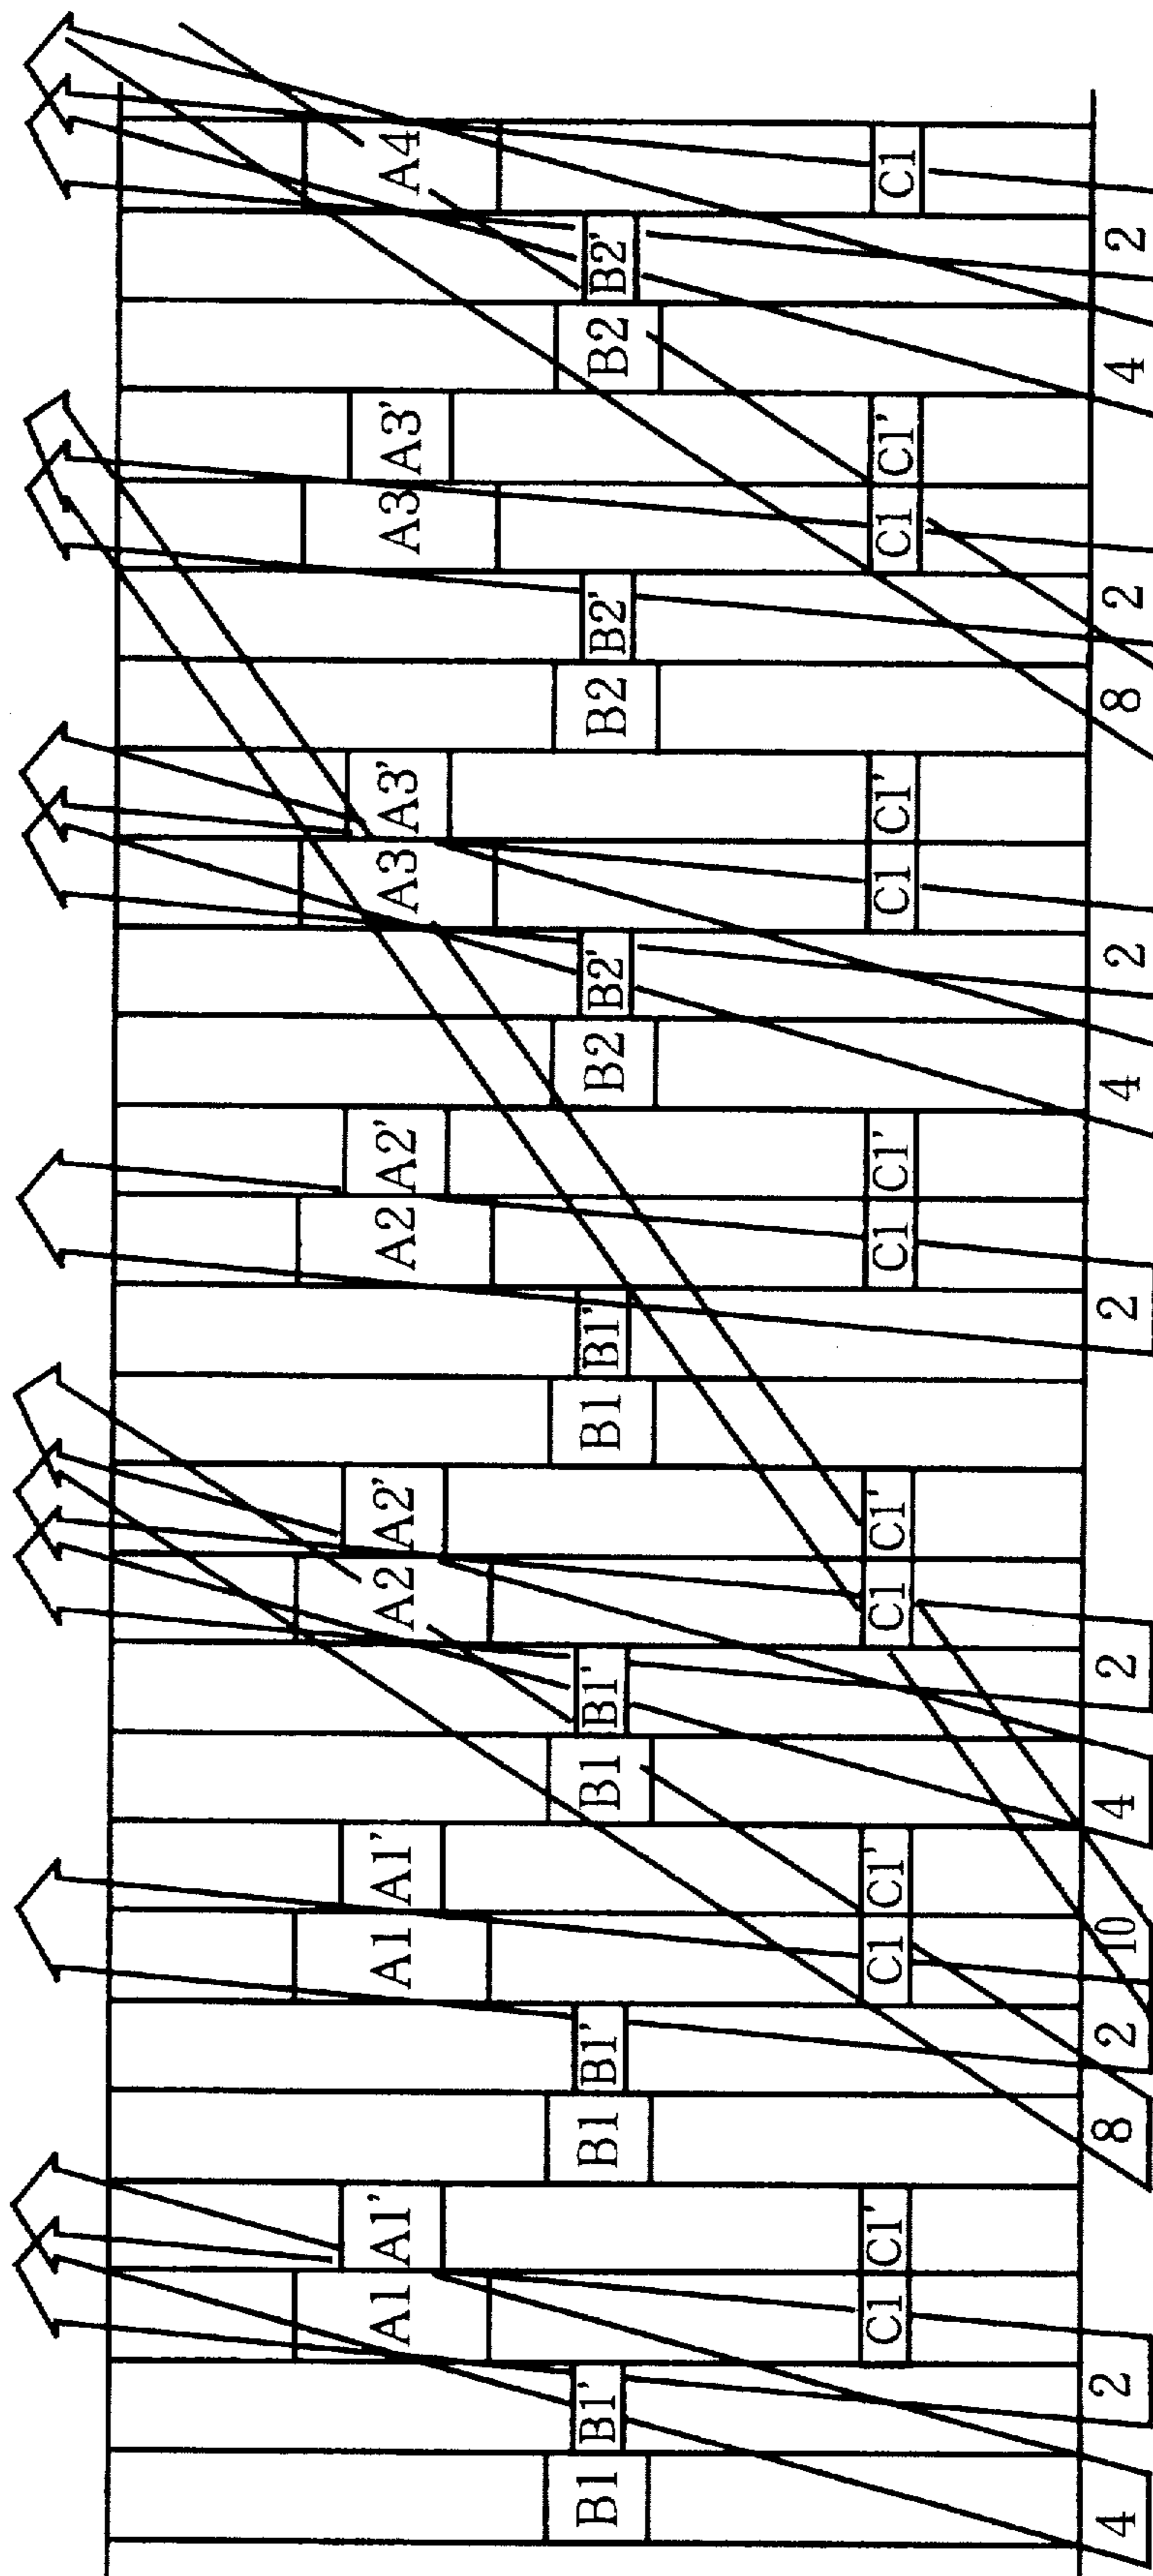 A1 A1' A1 A1' A2 A2' A2 A2' A3 A3' A3 A3' A4
B1 B1' B1 B1' B1 B1' B1 B1' B2 B2' B2 B2' B2 B2'
C1 C1' C1 C1' C1 C1' C1 C1' C1 C1' C1 C1' C1
4 2 8 2 10 4 2 2 4 2 8 2 4 2